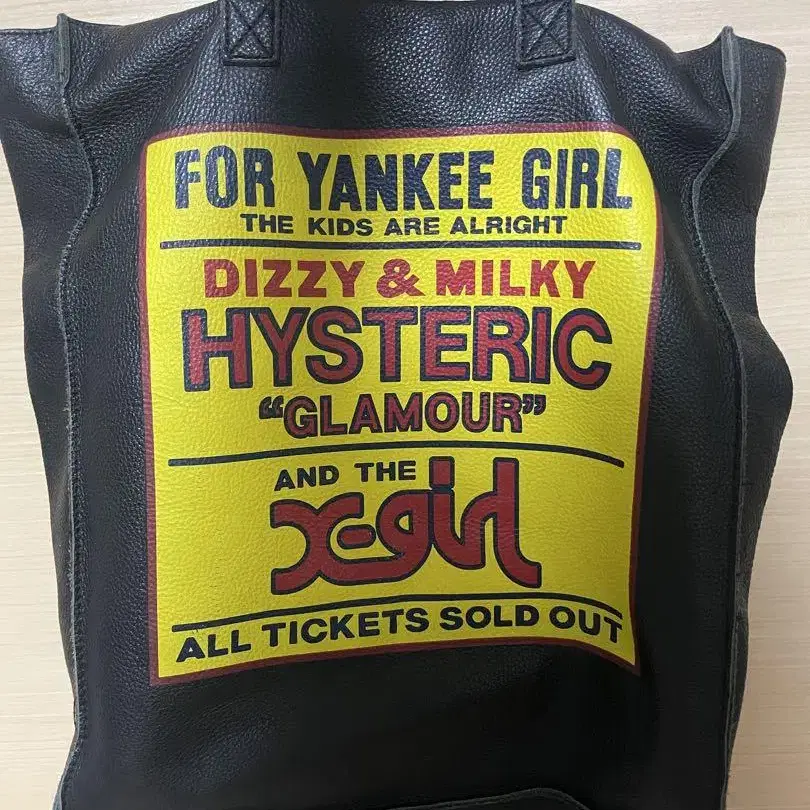 FOR YANKEE GIRL
THE KIDS ARE ALRIGHT
DIZZY & MILKY
HYSTERIC
“GLAMOUR”
AND THE
X-girl
ALL TICKETS SOLD OUT